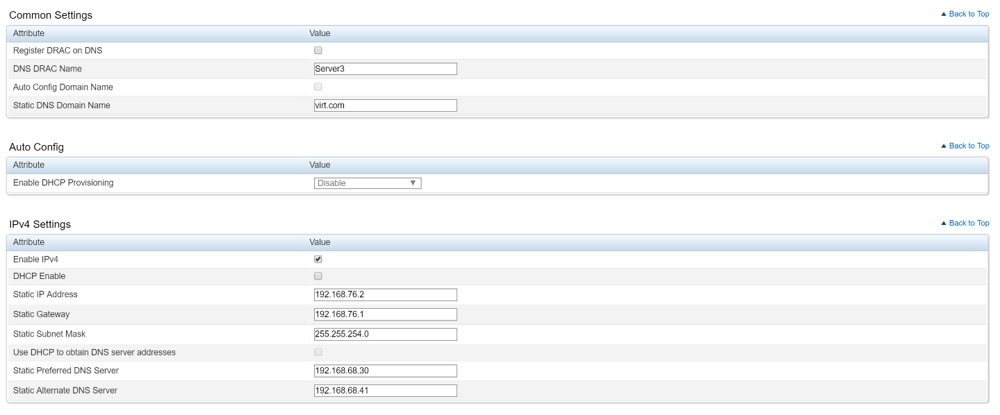 Common Settings
Back to Top
Attribute Value
Register DRAC on DNS
DNS DRAC Name Server3
Auto Config Domain Name
Static DNS Domain Name virt.com
Auto Config
Back to Top
Attribute Value
Enable DHCP Provisioning Disable
IPv4 Settings
Back to Top
Attribute Value
Enable IPv4
DHCP Enable
Static IP Address 192.168.76.2
Static Gateway 192.168.76.1
Static Subnet Mask 255.255.254.0
Use DHCP to obtain DNS server addresses
Static Preferred DNS Server 192.168.68.30
Static Alternate DNS Server 192.168.68.41